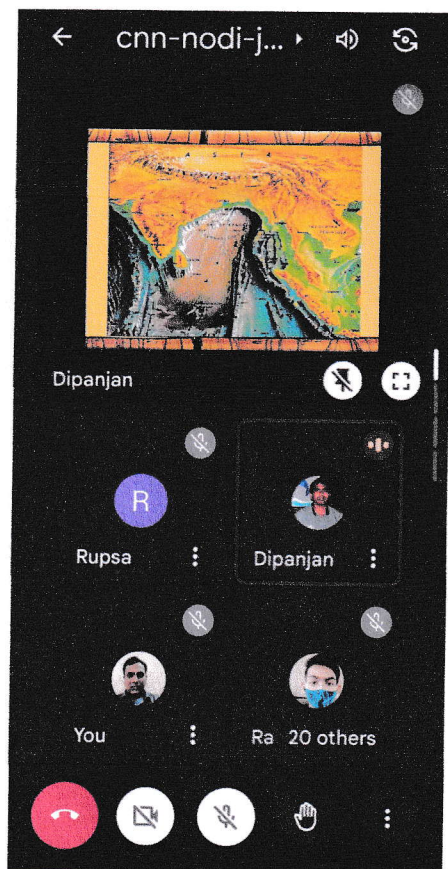 cnn-nodi-j...
Dipanjan
R
Rupsa
Dipanjan
You
Ra 20 others